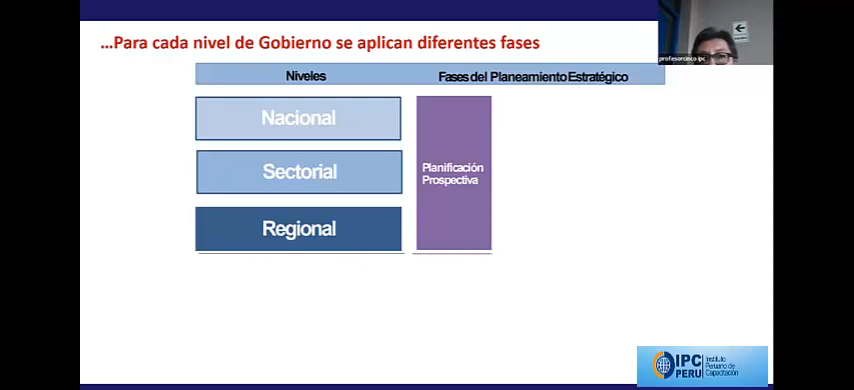 ...Para cada nivel de Gobierno se aplican diferentes fases
profesorcinco ipc
Niveles
Fases del Planeamiento Estratégico
Nacional
Sectorial
Regional
Planificación
Prospectiva
IPC
PERU
Instituto
Peruano de
Capacitación